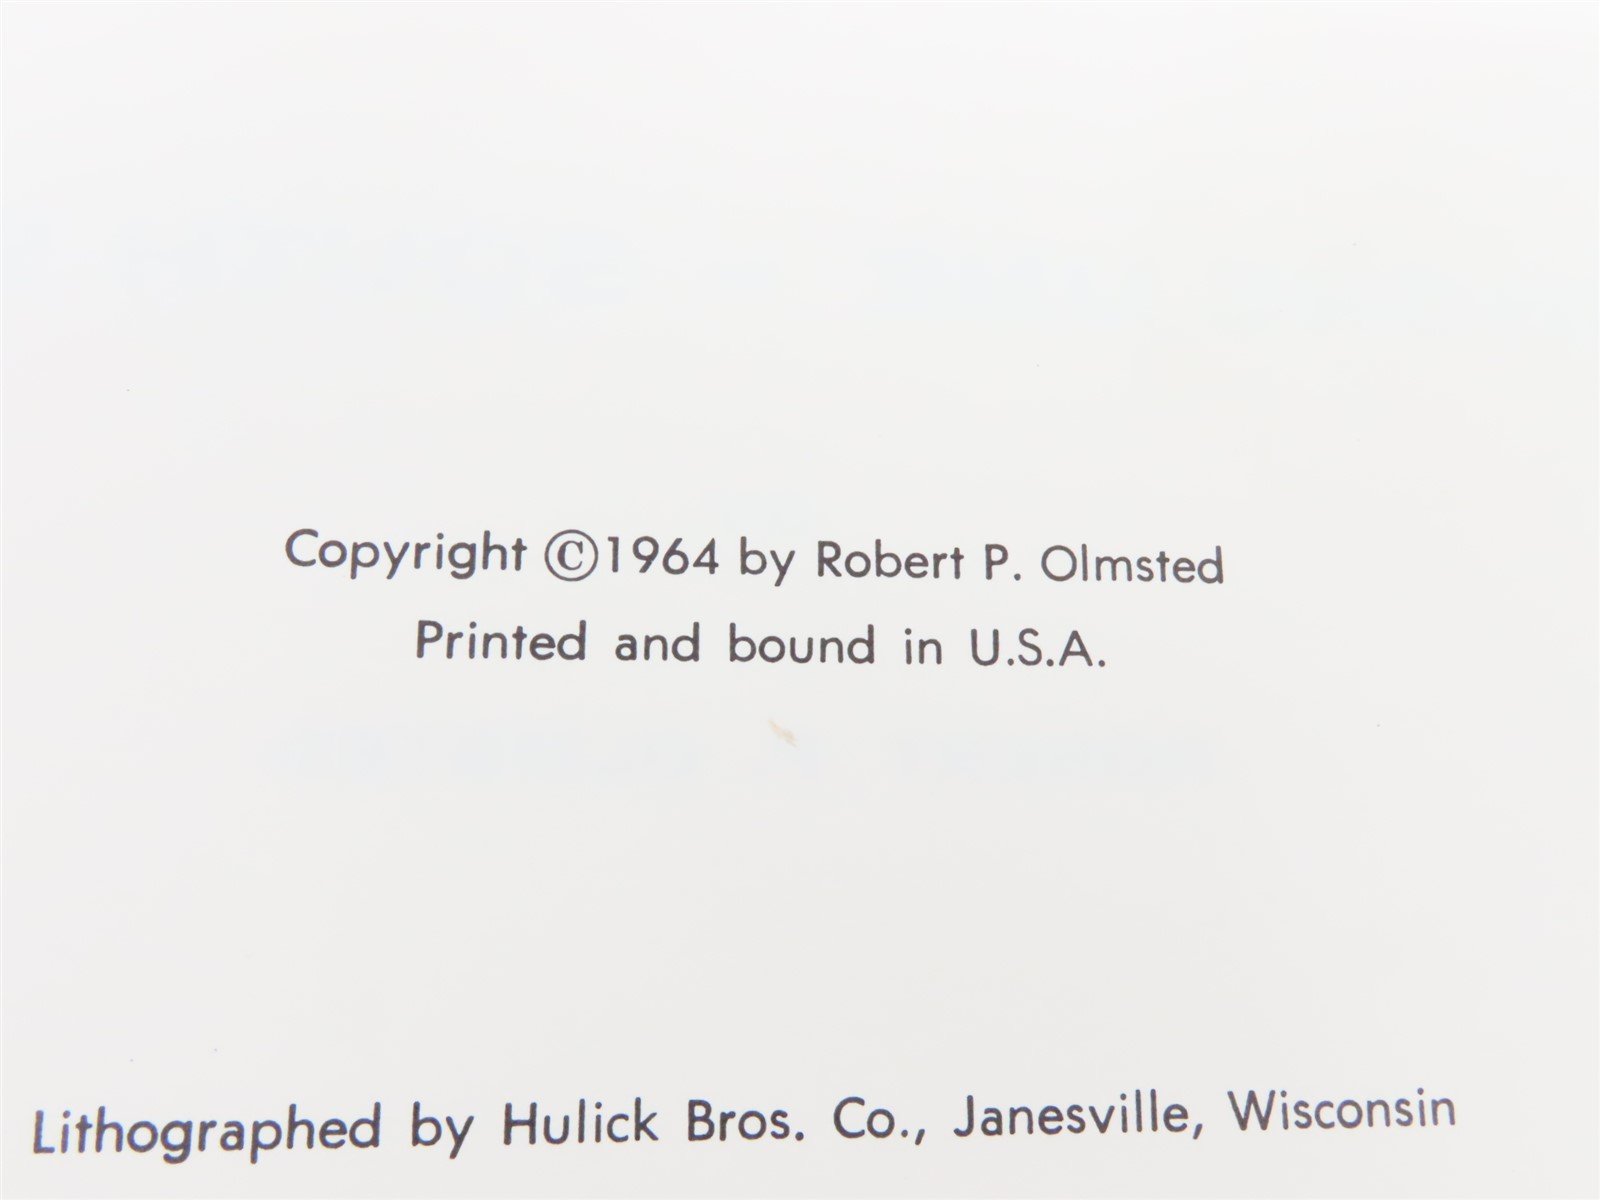 Copyright ©1964 by Robert P. Olmsted
Printed and bound in U.S.A.
Lithographed by Hulick Bros. Co., Janesville, Wisconsin